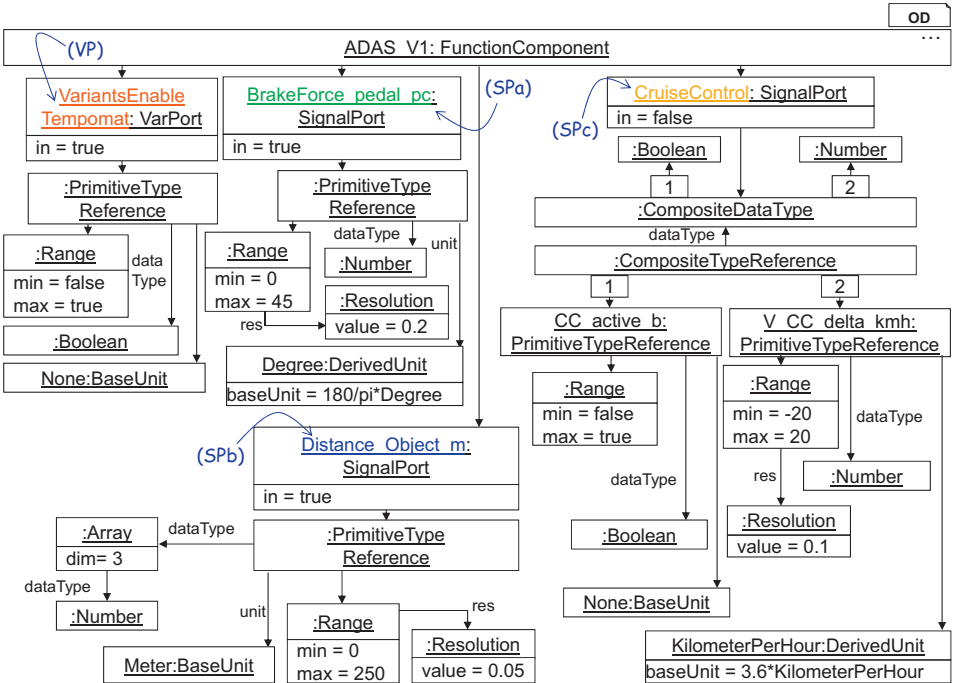 OD
...
ADAS_V1: FunctionComponent
(VP)
VariantsEnable
Tempomat: VarPort
in = true
:PrimitiveType
Reference
:Range
min = false
max = true
data
Type
:Boolean
None:BaseUnit
BrakeForce_pedal_pc:
SignalPort
in = true
(SPa)
:PrimitiveType
Reference
dataType
unit
:Range
min = 0
max = 45
:Number
res
:Resolution
value = 0.2
Degree:DerivedUnit
baseUnit = 180/pi*Degree
(SPb)
Distance_Object_m:
SignalPort
in = true
:PrimitiveType
Reference
dataType
:Array
dim= 3
dataType
:Number
unit
Meter:BaseUnit
:Range
min = 0
max = 250
res
:Resolution
value = 0.05
(SPc)
CruiseControl: SignalPort
in = false
:Boolean
:Number
1
2
:CompositeDataType
dataType
:CompositeTypeReference
1
2
CC_active_b:
PrimitiveTypeReference
:Range
min = false
max = true
dataType
:Boolean
None:BaseUnit
V_CC_delta_kmh:
PrimitiveTypeReference
:Range
min = -20
max = 20
dataType
:Number
res
:Resolution
value = 0.1
KilometerPerHour:DerivedUnit
baseUnit = 3.6*KilometerPerHour